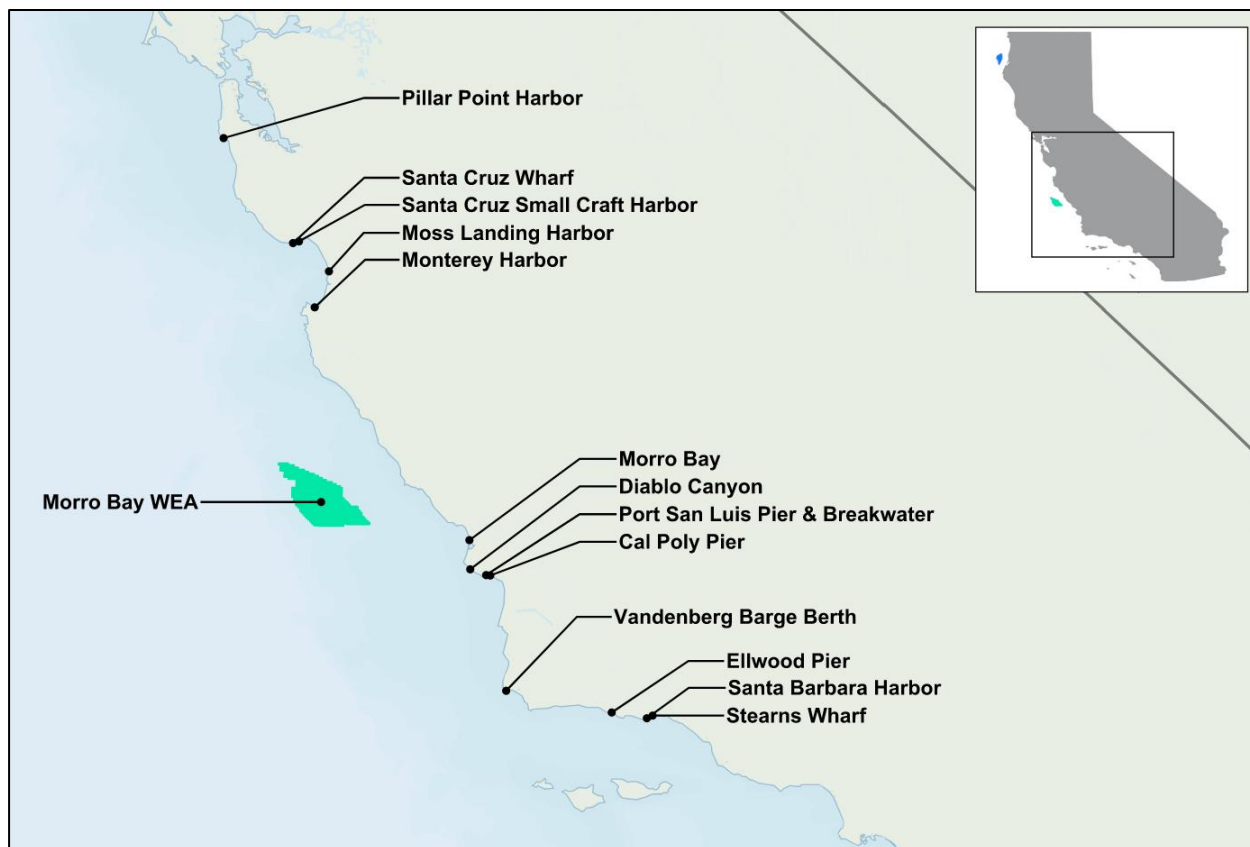 Pillar Point Harbor
Santa Cruz Wharf
Santa Cruz Small Craft Harbor
Moss Landing Harbor
Monterey Harbor
Morro Bay
Diablo Canyon
Morro Bay WEA
Port San Luis Pier & Breakwater
Cal Poly Pier
Vandenberg Barge Berth
Ellwood Pier
Santa Barbara Harbor
Stearns Wharf